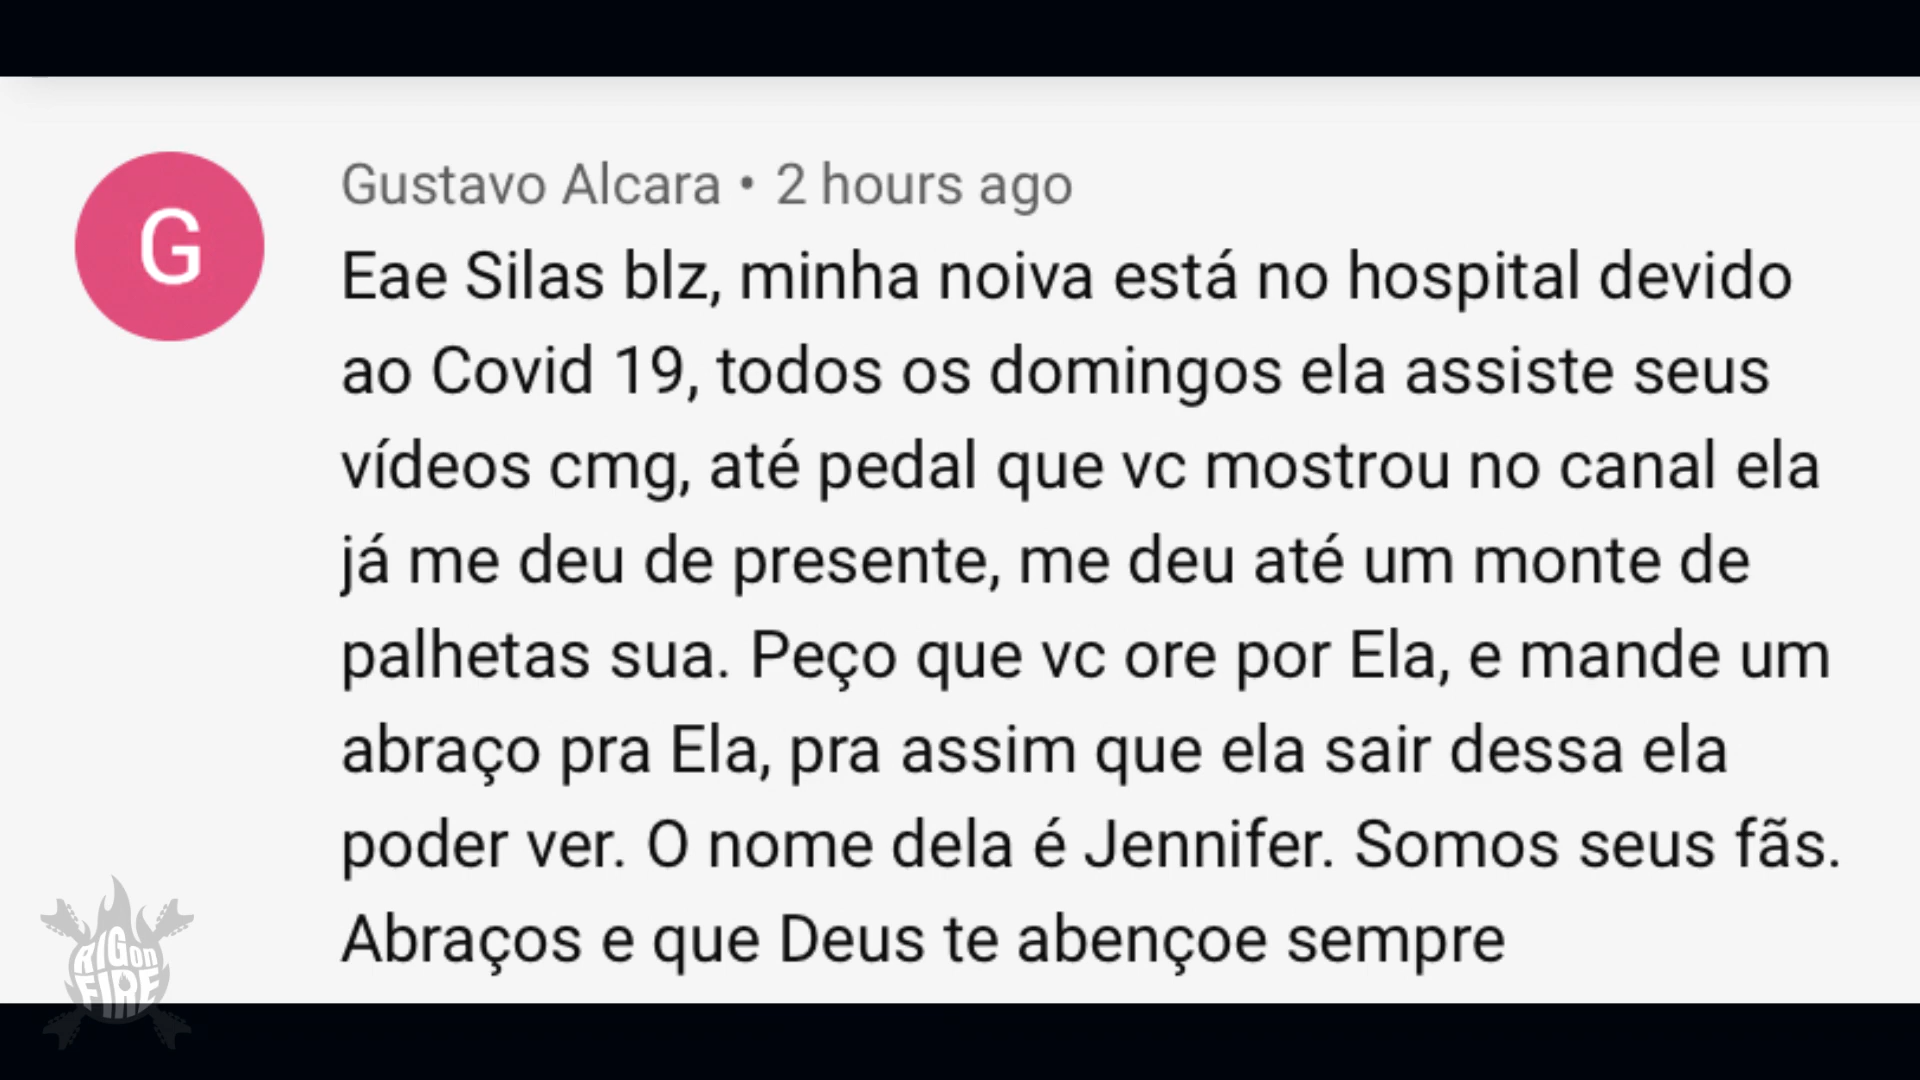 G
Gustavo Alcara • 2 hours ago
Eae Silas blz, minha noiva está no hospital devido
ao Covid 19, todos os domingos ela assiste seus
vídeos cmg, até pedal que vc mostrou no canal ela
já me deu de presente, me deu até um monte de
palhetas sua. Peço que vc ore por Ela, e mande um
abraço pra Ela, pra assim que ela sair dessa ela
poder ver. O nome dela é Jennifer. Somos seus fãs.
Abraços e que Deus te abençoe sempre
RIG on
FIRE